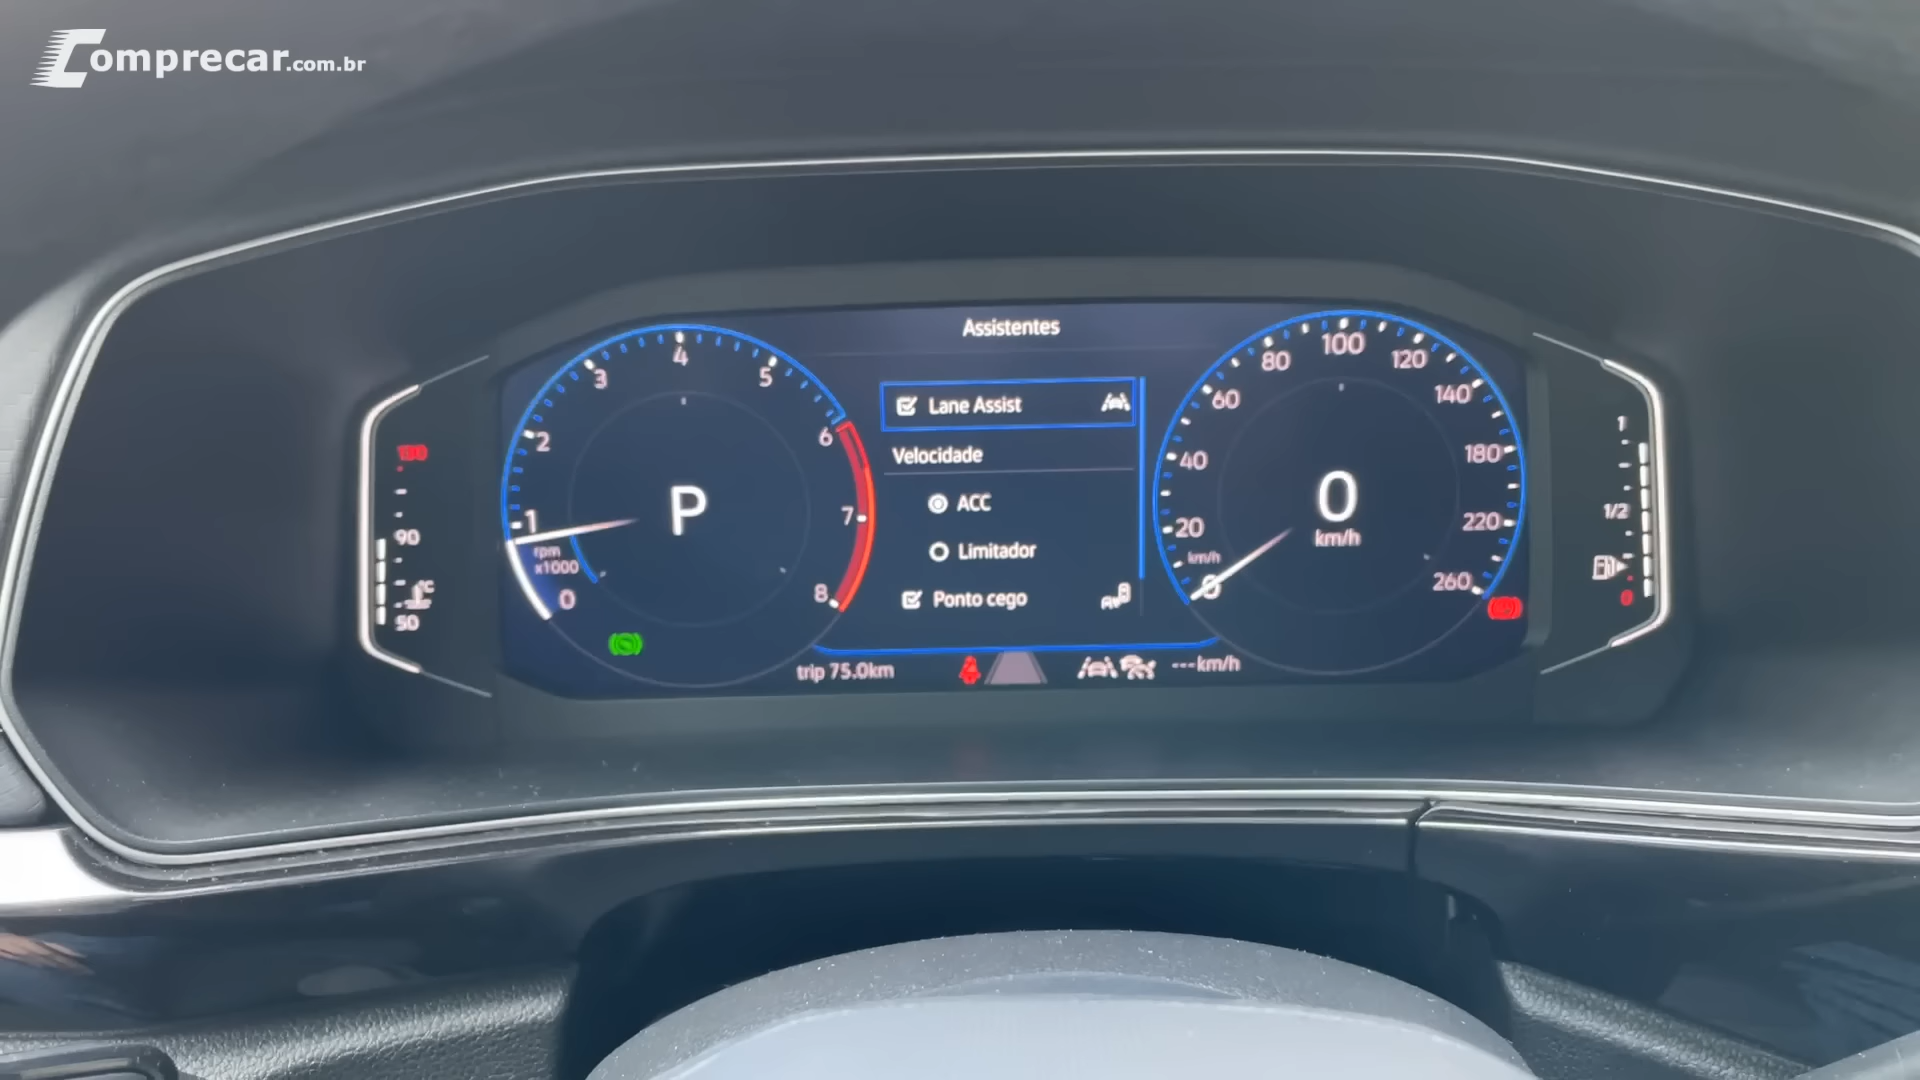 Comprecar.com.br
Assistentes
Lane Assist
Velocidade
ACC
Limitador
Ponto cego
trip 75.0km
---km/h
P
rpm
x1000
0
1
2
3
4
5
6
7
8
0
km/h
km/h
0
20
40
60
80
100
120
140
180
220
260
130
90
50
°C
1
1/2
0